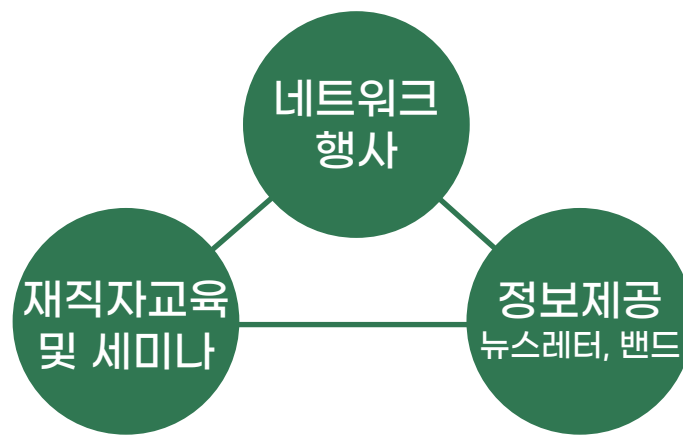 네트워크
행사
재직자교육
및 세미나
정보제공
뉴스레터, 밴드